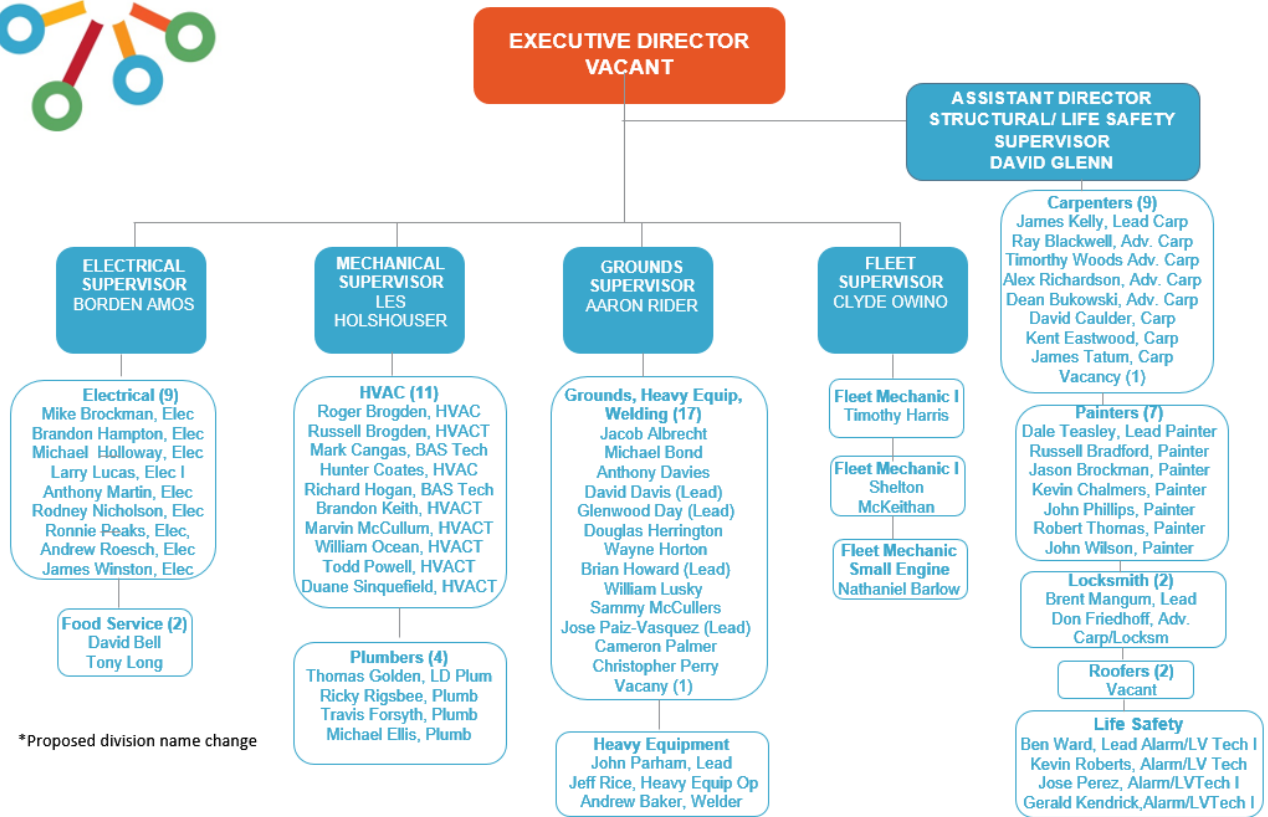 EXECUTIVE DIRECTOR
VACANT
ASSISTANT DIRECTOR
STRUCTURAL/ LIFE SAFETY
SUPERVISOR
DAVID GLENN
ELECTRICAL
SUPERVISOR
BORDEN AMOS
MECHANICAL
SUPERVISOR
LES
HOLSHOUSER
GROUNDS
SUPERVISOR
AARON RIDER
FLEET
SUPERVISOR
CLYDE OWINO
Electrical (9)
Mike Brockman, Elec
Brandon Hampton, Elec
Michael Holloway, Elec
Larry Lucas, Elec I
Anthony Martin, Elec
Rodney Nicholson, Elec
Ronnie Peaks, Elec,
Andrew Roesch, Elec
James Winston, Elec
Food Service (2)
David Bell
Tony Long
*Proposed division name change
HVAC (11)
Roger Brogden, HVAC
Russell Brogden, HVACT
Mark Cangas, BAS Tech
Hunter Coates, HVAC
Richard Hogan, BAS Tech
Brandon Keith, HVACT
Marvin McCullum, HVACT
William Ocean, HVACT
Todd Powell, HVACT
Duane Sinquefield, HVACT
Plumbers (4)
Thomas Golden, LD Plum
Ricky Rigsbee, Plumb
Travis Forsyth, Plumb
Michael Ellis, Plumb
Grounds, Heavy Equip,
Welding (17)
Jacob Albrecht
Michael Bond
Anthony Davies
David Davis (Lead)
Glenwood Day (Lead)
Douglas Herrington
Wayne Horton
Brian Howard (Lead)
William Lusky
Sammy McCullers
Jose Paiz-Vasquez (Lead)
Cameron Palmer
Christopher Perry
Vacany (1)
Heavy Equipment
John Parham, Lead
Jeff Rice, Heavy Equip Op
Andrew Baker, Welder
Fleet Mechanic I
Timothy Harris
Fleet Mechanic I
Shelton
McKeithan
Fleet Mechanic
Small Engine
Nathaniel Barlow
Carpenters (9)
James Kelly, Lead Carp
Ray Blackwell, Adv. Carp
Timorthy Woods Adv. Carp
Alex Richardson, Adv. Carp
Dean Bukowski, Adv. Carp
David Caulder, Carp
Kent Eastwood, Carp
James Tatum, Carp
Vacancy (1)
Painters (7)
Dale Teasley, Lead Painter
Russell Bradford, Painter
Jason Brockman, Painter
Kevin Chalmers, Painter
John Phillips, Painter
Robert Thomas, Painter
John Wilson, Painter
Locksmith (2)
Brent Mangum, Lead
Don Friedhoff, Adv.
Carp/Locksm
Roofers (2)
Vacant
Life Safety
Ben Ward, Lead Alarm/LV Tech I
Kevin Roberts, Alarm/LV Tech
Jose Perez, Alarm/LVTech I
Gerald Kendrick,Alarm/LVTech I